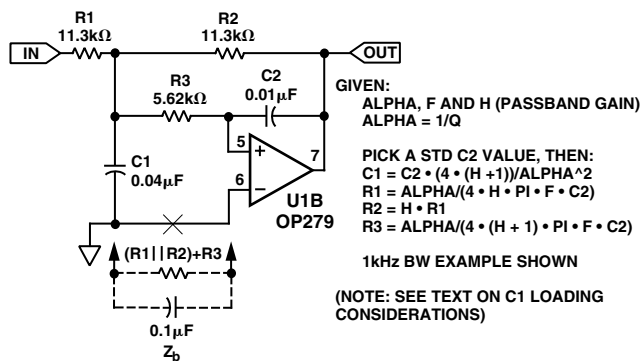 R1
11.3kΩ
R2
11.3kΩ
IN
OUT
R3
5.62kΩ
C2
0.01μF
C1
0.04μF
5
+
6
−
7
U1B
OP279
(R1||R2)+R3
0.1μF
Zb
GIVEN:
ALPHA, F AND H (PASSBAND GAIN)
ALPHA = 1/Q
PICK A STD C2 VALUE, THEN:
C1 = C2 • (4 • (H +1))/ALPHA^2
R1 = ALPHA/(4 • H • PI • F • C2)
R2 = H • R1
R3 = ALPHA/(4 • (H + 1) • PI • F • C2)
1kHz BW EXAMPLE SHOWN
(NOTE: SEE TEXT ON C1 LOADING
CONSIDERATIONS)